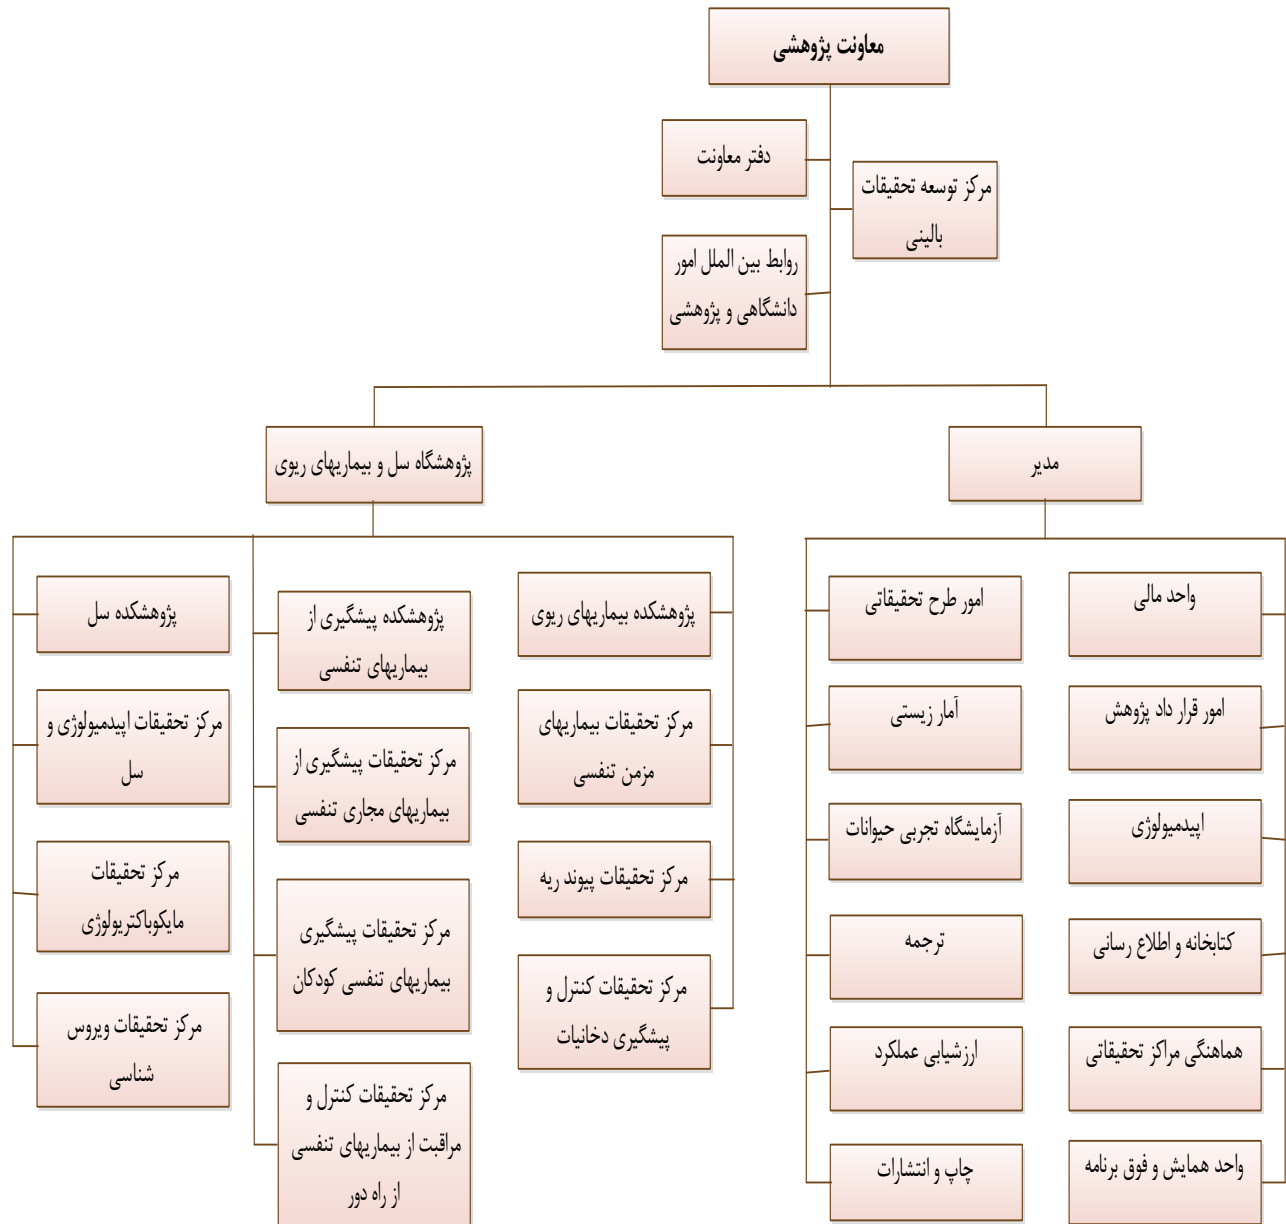 معاونت پژوهشی
دفتر معاونت
مرکز توسعه تحقیقات
بالینی
روابط بین الملل امور
دانشگاهی و پژوهشی
مدیر
پژوهشگاه سل و بیماریهای ریوی
واحد مالی
امور قرار داد پژوهش
اپیدمیولوژی
کتابخانه و اطلاع رسانی
هماهنگی مراکز تحقیقاتی
واحد همایش و فوق برنامه
امور طرح تحقیقاتی
آمار زیستی
آزمایشگاه تجربی حیوانات
ترجمه
ارزشیابی عملکرد
چاپ و انتشارات
پژوهشکده بیماریهای ریوی
مرکز تحقیقات بیماریهای
مزمن تنفسی
مرکز تحقیقات پیوند ریه
مرکز تحقیقات کنترل و
پیشگیری دخانیات
پژوهشکده پیشگیری از
بیماریهای تنفسی
مرکز تحقیقات پیشگیری از
بیماریهای مجاری تنفسی
مرکز تحقیقات پیشگیری
بیماریهای تنفسی کودکان
مرکز تحقیقات کنترل و
مراقبت از بیماریهای تنفسی
از راه دور
پژوهشکده سل
مرکز تحقیقات اپیدمیولوژی و
سل
مرکز تحقیقات
مایکوباکتریولوژی
مرکز تحقیقات ویروس
شناسی